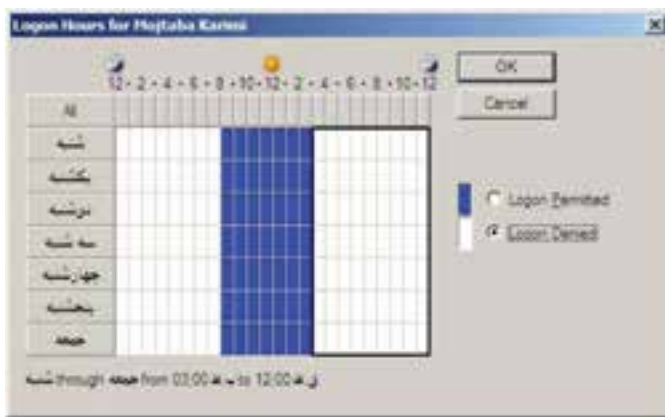 Logon Hours for Mojtaba Karimi
12 - 2 - 4 - 6 - 8 - 10 - 12 - 2 - 4 - 6 - 8 - 10 - 12
OK
Cancel
All
شنبه
یکشنبه
دوشنبه
سه شنبه
چهارشنبه
پنجشنبه
جمعه
Logon Permitted
Logon Denied
شنبه through جمعه from 03:00 ب.ظ to 12:00 ق.ظ